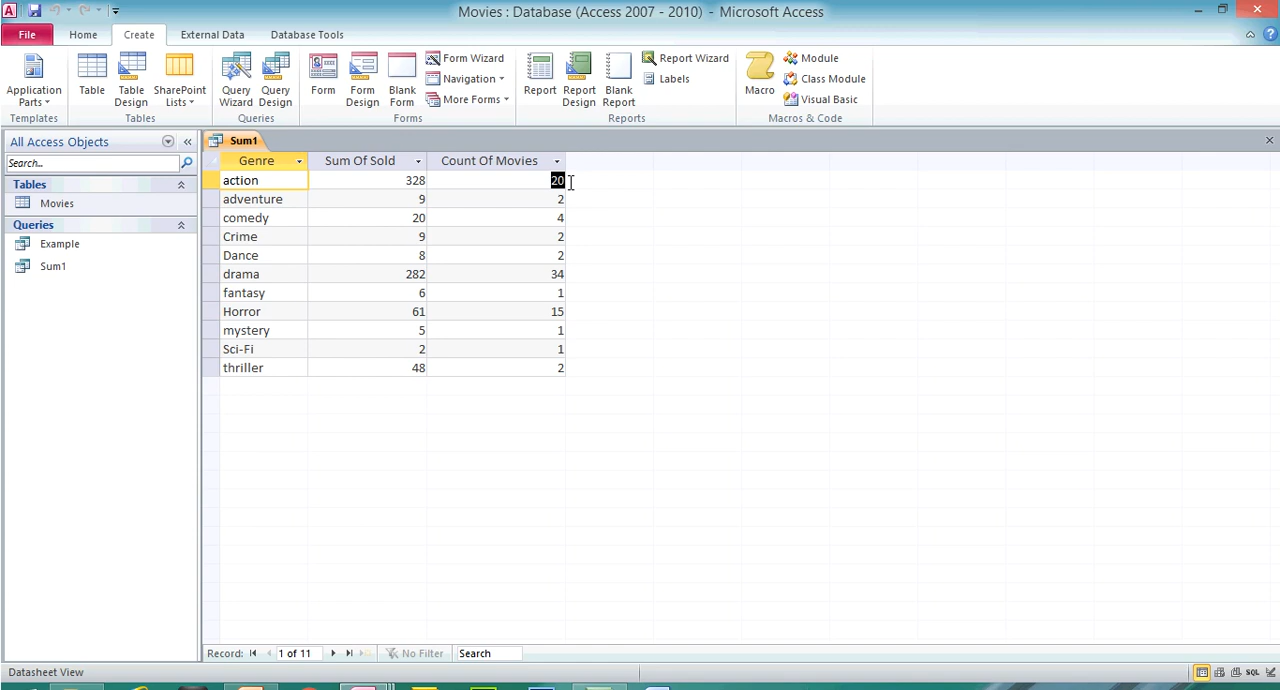 Movies : Database (Access 2007 - 2010) - Microsoft Access
File Home Create External Data Database Tools
Application Parts Table Table Design SharePoint Lists Query Wizard Query Design Form Form Design Blank Form Form Wizard Navigation More Forms Report Report Design Blank Report Report Wizard Labels Macro Module Class Module Visual Basic
Templates Tables Queries Forms Reports Macros & Code
All Access Objects «
Search...
Tables
Movies
Queries
Example
Sum1
Sum1
Genre Sum Of Sold Count Of Movies
action 328 20
adventure 9 2
comedy 20 4
Crime 9 2
Dance 8 2
drama 282 34
fantasy 6 1
Horror 61 15
mystery 5 1
Sci-Fi 2 1
thriller 48 2
Record: 1 of 11 No Filter Search
Datasheet View SQL